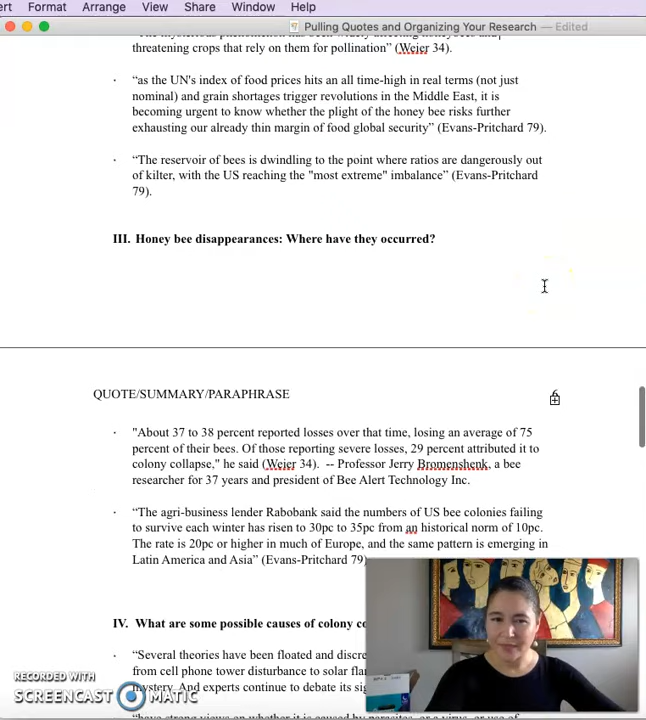 ert Format Arrange View Share Window Help
Pulling Quotes and Organizing Your Research — Edited
threatening crops that rely on them for pollination” (Weier 34).
· “as the UN's index of food prices hits an all time-high in real terms (not just
nominal) and grain shortages trigger revolutions in the Middle East, it is
becoming urgent to know whether the plight of the honey bee risks further
exhausting our already thin margin of food global security” (Evans-Pritchard 79).
· “The reservoir of bees is dwindling to the point where ratios are dangerously out
of kilter, with the US reaching the "most extreme" imbalance” (Evans-Pritchard
79).
III. Honey bee disappearances: Where have they occurred?
QUOTE/SUMMARY/PARAPHRASE
· "About 37 to 38 percent reported losses over that time, losing an average of 75
percent of their bees. Of those reporting severe losses, 29 percent attributed it to
colony collapse," he said (Weier 34). -- Professor Jerry Bromenshenk, a bee
researcher for 37 years and president of Bee Alert Technology Inc.
· “The agri-business lender Rabobank said the numbers of US bee colonies failing
to survive each winter has risen to 30pc to 35pc from an historical norm of 10pc.
The rate is 20pc or higher in much of Europe, and the same pattern is emerging in
Latin America and Asia” (Evans-Pritchard 79)
IV. What are some possible causes of colony co
· “Several theories have been floated and discre
from cell phone tower disturbance to solar flar
mystery. And experts continue to debate its sig
RECORDED WITH
SCREENCAST MATIC